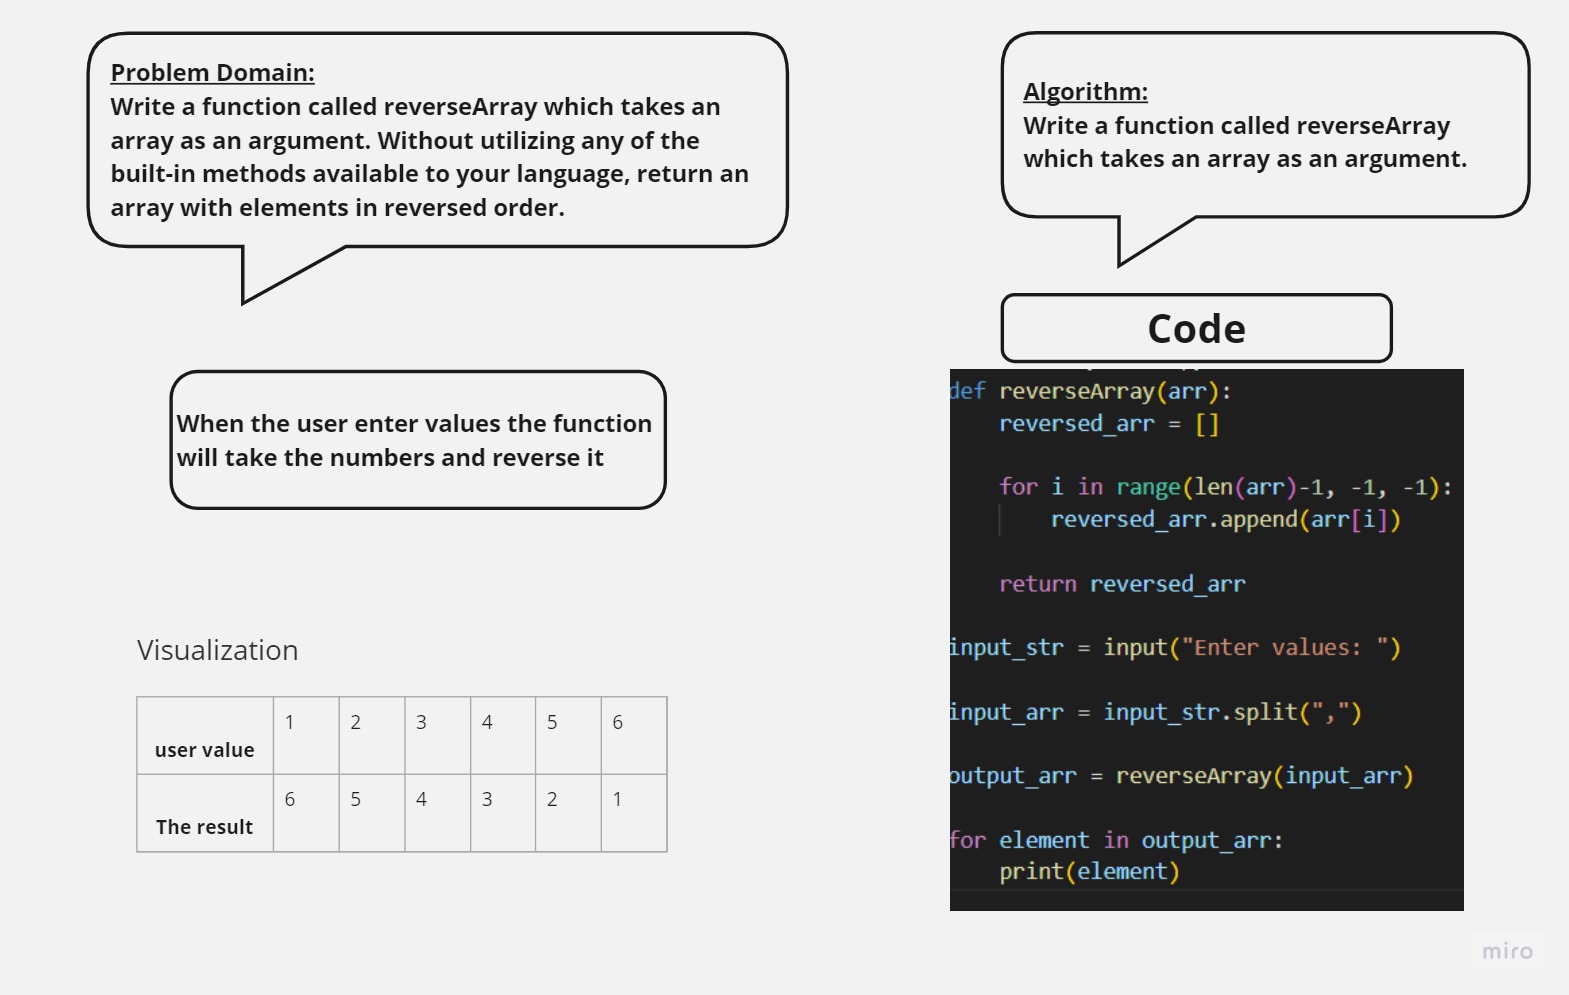 Problem Domain:
Write a function called reverseArray which takes an
array as an argument. Without utilizing any of the
built-in methods available to your language, return an
array with elements in reversed order.
Algorithm:
Write a function called reverseArray
which takes an array as an argument.
When the user enter values the function
will take the numbers and reverse it
Visualization
user value 1 2 3 4 5 6
The result 6 5 4 3 2 1
Code
def reverseArray(arr):
    reversed_arr = []
    for i in range(len(arr)-1, -1, -1):
        reversed_arr.append(arr[i])
    return reversed_arr
input_str = input("Enter values: ")
input_arr = input_str.split(",")
output_arr = reverseArray(input_arr)
for element in output_arr:
    print(element)
miro